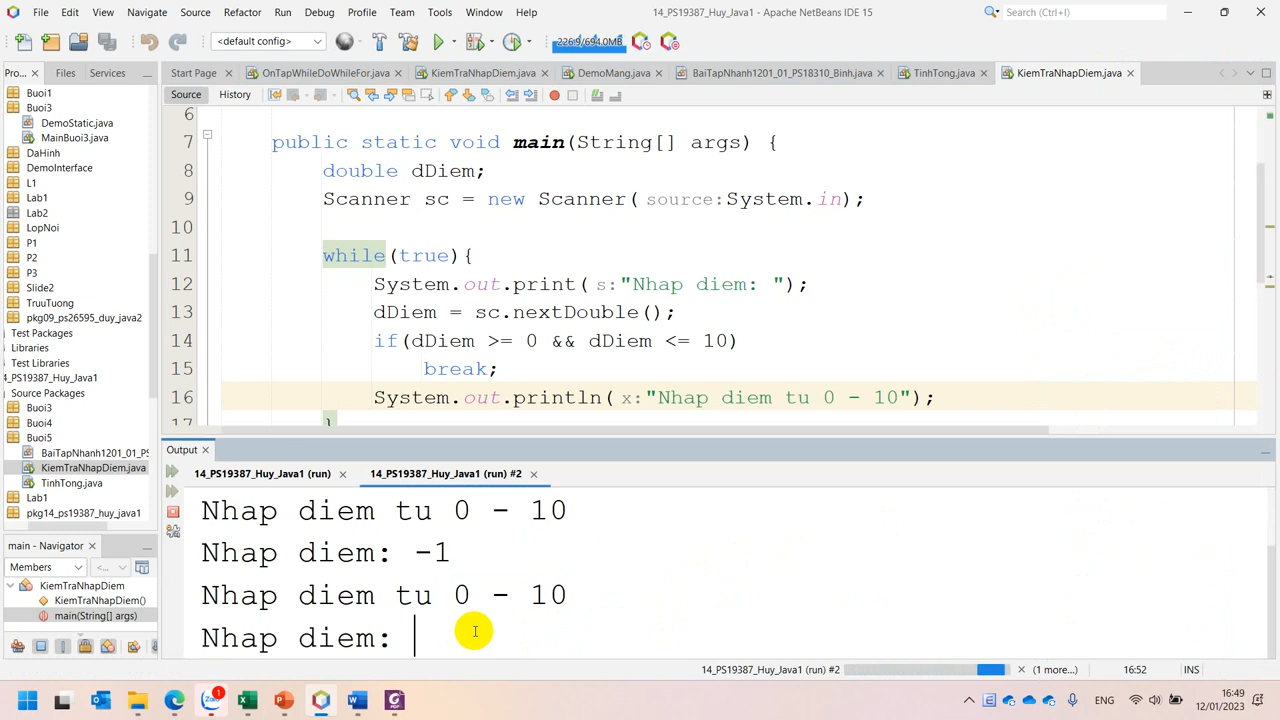 File Edit View Navigate Source Refactor Run Debug Profile Team Tools Window Help 14_PS19387_Huy_Java1 - Apache NetBeans IDE 15 Search (Ctrl+I)
<default config> 226.9/694.0MB
Pro... Files Services Start Page OnTapWhileDoWhileFor.java KiemTraNhapDiem.java DemoMang.java BaiTapNhanh1201_01_PS18310_Binh.java TinhTong.java KiemTraNhapDiem.java
Source History
Buoi1
Buoi3
DemoStatic.java
MainBuoi3.java
DaHinh
DemoInterface
L1
Lab1
Lab2
LopNoi
P1
P2
P3
Slide2
TruuTuong
pkg09_ps26595_duy_java2
Test Packages
Libraries
Test Libraries
14_PS19387_Huy_Java1
Source Packages
Buoi3
Buoi4
Buoi5
BaiTapNhanh1201_01_PS
KiemTraNhapDiem.java
TinhTong.java
Lab1
pkg14_ps19387_huy_java1
6
7 public static void main(String[] args) {
8 double dDiem;
9 Scanner sc = new Scanner( source:System.in);
10
11 while(true){
12 System.out.print( s:"Nhap diem: ");
13 dDiem = sc.nextDouble();
14 if(dDiem >= 0 && dDiem <= 10)
15 break;
16 System.out.println( x:"Nhap diem tu 0 - 10");
17 }
Output
14_PS19387_Huy_Java1 (run) 14_PS19387_Huy_Java1 (run) #2
Nhap diem tu 0 - 10
Nhap diem: -1
Nhap diem tu 0 - 10
Nhap diem:
main - Navigator
Members <...>
KiemTraNhapDiem
KiemTraNhapDiem()
main(String[] args)
14_PS19387_Huy_Java1 (run) #2 (1 more...) 16:52 INS
1
ENG 16:49
12/01/2023